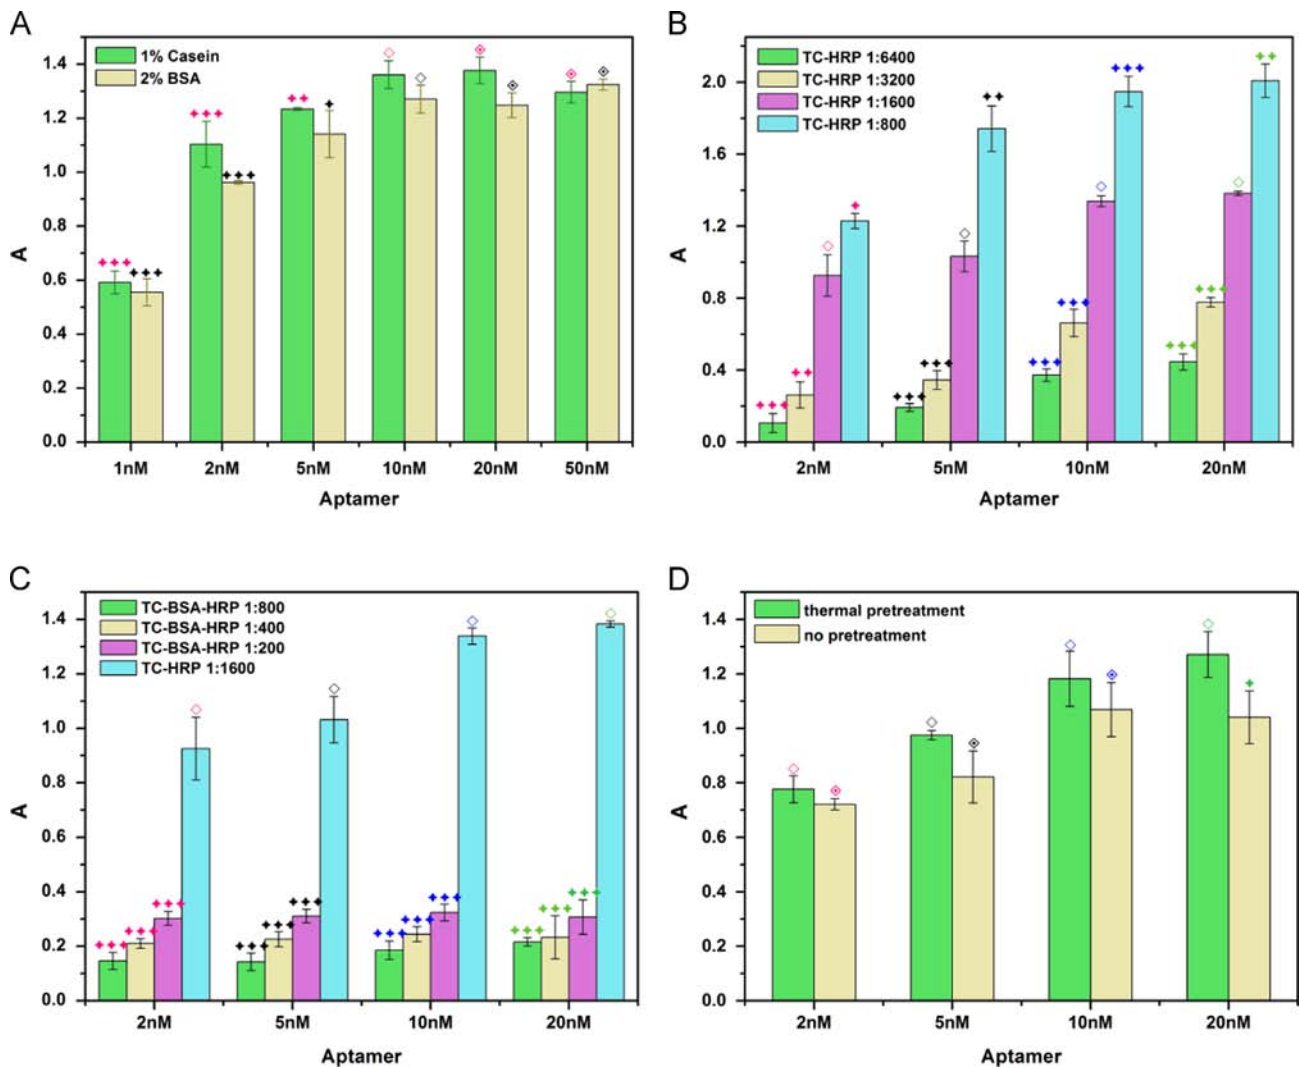 A
1% Casein
2% BSA
1.4
1.2
1.0
0.8
0.6
0.4
0.2
0.0
A
1nM 2nM 5nM 10nM 20nM 50nM
Aptamer
B
TC-HRP 1:6400
TC-HRP 1:3200
TC-HRP 1:1600
TC-HRP 1:800
2.0
1.6
1.2
0.8
0.4
0.0
A
2nM 5nM 10nM 20nM
Aptamer
C
TC-BSA-HRP 1:800
TC-BSA-HRP 1:400
TC-BSA-HRP 1:200
TC-HRP 1:1600
1.4
1.2
1.0
0.8
0.6
0.4
0.2
0.0
A
2nM 5nM 10nM 20nM
Aptamer
D
thermal pretreatment
no pretreatment
1.4
1.2
1.0
0.8
0.6
0.4
0.2
0.0
A
2nM 5nM 10nM 20nM
Aptamer